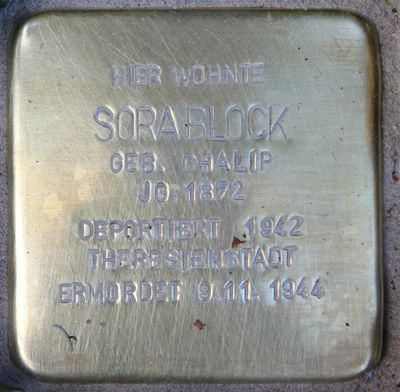 HIER WOHNTE
SORA BLOCK
GEB. CHALIP
JG. 1872
DEPORTIERT 1942
THERESIENSTADT
ERMORDET 9.11.1944